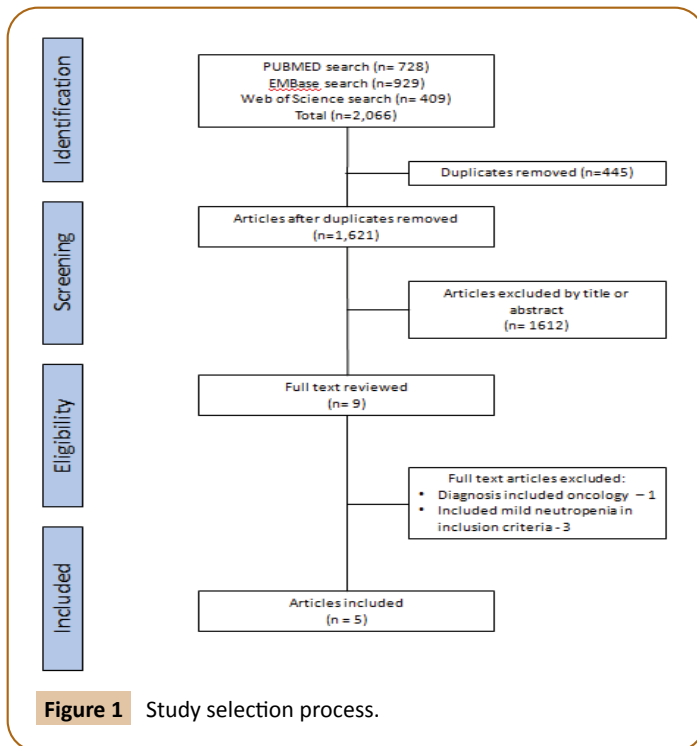 Identification
PUBMED search (n= 728)
EMBase search (n=929)
Web of Science search (n= 409)
Total (n=2,066)
Duplicates removed (n=445)
Screening
Articles after duplicates removed
(n=1,621)
Articles excluded by title or
abstract
(n= 1612)
Eligibility
Full text reviewed
(n= 9)
Full text articles excluded:
• Diagnosis included oncology – 1
• Included mild neutropenia in
inclusion criteria - 3
Included
Articles included
(n = 5)
Figure 1 Study selection process.